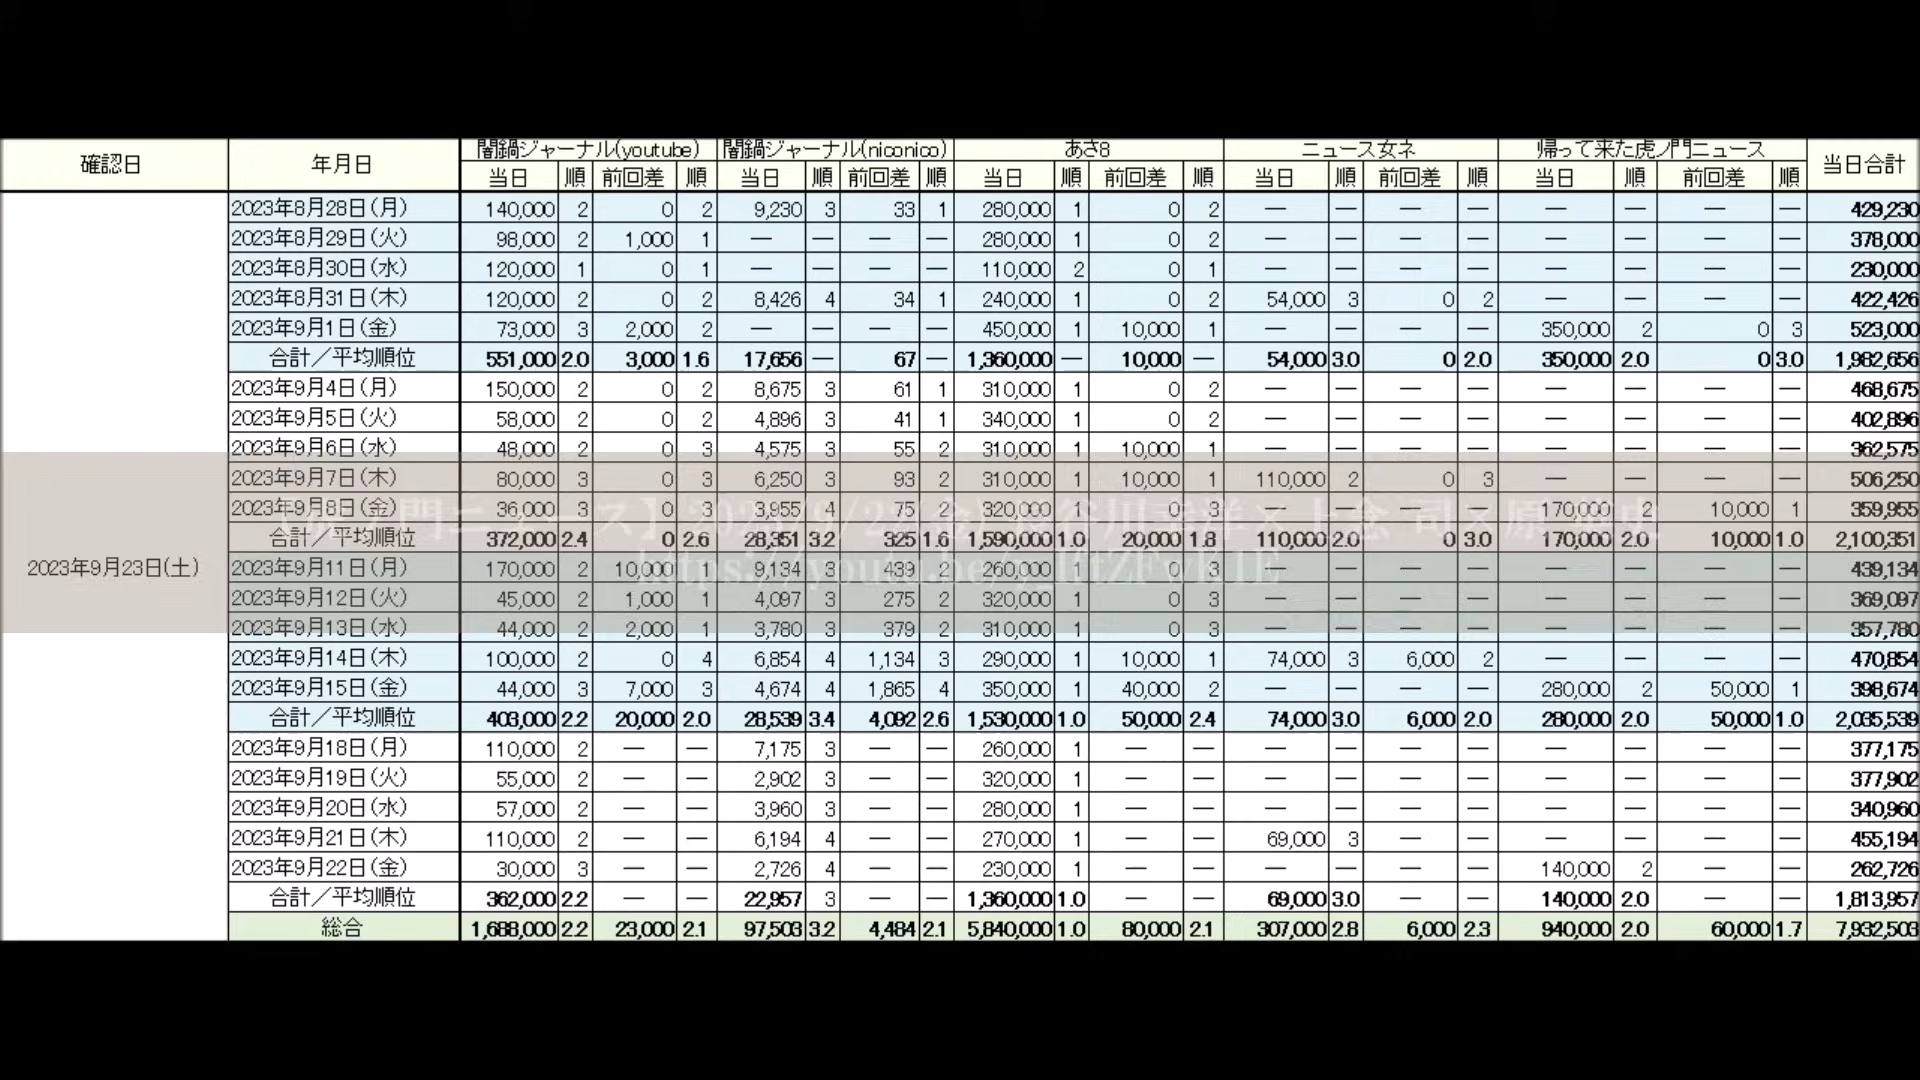 確認日 年月日 闇鍋ジャーナル(youtube) 闇鍋ジャーナル(niconico) あさ8 ニュース女ネ 帰って来た虎ノ門ニュース 当日合計
当日 順 前回差 順 当日 順 前回差 順 当日 順 前回差 順 当日 順 前回差 順 当日 順 前回差 順
2023年8月28日(月) 140,000 2 0 2 9,230 3 33 1 280,000 1 0 2 — — — — — — — — 429,230
2023年8月29日(火) 98,000 2 1,000 1 — — — — 280,000 1 0 2 — — — — — — — — 378,000
2023年8月30日(水) 120,000 1 0 1 — — — — 110,000 2 0 1 — — — — — — — — 230,000
2023年8月31日(木) 120,000 2 0 2 8,426 4 34 1 240,000 1 0 2 54,000 3 0 2 — — — — 422,426
2023年9月1日(金) 73,000 3 2,000 2 — — — — 450,000 1 10,000 1 — — — — 350,000 2 0 3 523,000
合計/平均順位 551,000 2.0 3,000 1.6 17,656 — 67 — 1,360,000 — 10,000 — 54,000 3.0 0 2.0 350,000 2.0 0 3.0 1,982,656
2023年9月4日(月) 150,000 2 0 2 8,675 3 61 1 310,000 1 0 2 — — — — — — — — 468,675
2023年9月5日(火) 58,000 2 0 2 4,896 3 41 1 340,000 1 0 2 — — — — — — — — 402,896
2023年9月6日(水) 48,000 2 0 3 4,575 3 55 2 310,000 1 10,000 1 — — — — — — — — 362,575
2023年9月7日(木) 80,000 3 0 3 6,250 3 93 2 310,000 1 10,000 1 110,000 2 0 3 — — — — 506,250
2023年9月8日(金) 36,000 3 0 3 3,955 4 75 2 320,000 1 0 3 — — — — 170,000 2 10,000 1 359,955
合計/平均順位 372,000 2.4 0 2.6 28,351 3.2 325 1.6 1,590,000 1.0 20,000 1.8 110,000 2.0 0 3.0 170,000 2.0 10,000 1.0 2,100,351
2023年9月23日(土) 2023年9月11日(月) 170,000 2 10,000 1 9,134 3 439 2 260,000 1 0 3 — — — — — — — — 439,134
2023年9月12日(火) 45,000 2 1,000 1 4,097 3 275 2 320,000 1 0 3 — — — — — — — — 369,097
2023年9月13日(水) 44,000 2 2,000 1 3,780 3 379 2 310,000 1 0 3 — — — — — — — — 357,780
2023年9月14日(木) 100,000 2 0 4 6,854 4 1,134 3 290,000 1 10,000 1 74,000 3 6,000 2 — — — — 470,854
2023年9月15日(金) 44,000 3 7,000 3 4,674 4 1,865 4 350,000 1 40,000 2 — — — — 280,000 2 50,000 1 398,674
合計/平均順位 403,000 2.2 20,000 2.0 28,539 3.4 4,092 2.6 1,530,000 1.0 50,000 2.4 74,000 3.0 6,000 2.0 280,000 2.0 50,000 1.0 2,035,539
2023年9月18日(月) 110,000 2 — — 7,175 3 — — 260,000 1 — — — — — — — — — — 377,175
2023年9月19日(火) 55,000 2 — — 2,902 3 — — 320,000 1 — — — — — — — — — — 377,902
2023年9月20日(水) 57,000 2 — — 3,960 3 — — 280,000 1 — — — — — — — — — — 340,960
2023年9月21日(木) 110,000 2 — — 6,194 4 — — 270,000 1 — — 69,000 3 — — — — — — 455,194
2023年9月22日(金) 30,000 3 — — 2,726 4 — — 230,000 1 — — — — — — 140,000 2 — — 262,726
合計/平均順位 362,000 2.2 — — 22,957 3 — — 1,360,000 1.0 — — 69,000 3.0 — — 140,000 2.0 — — 1,813,957
総合 1,688,000 2.2 23,000 2.1 97,503 3.2 4,484 2.1 5,840,000 1.0 80,000 2.1 307,000 2.8 6,000 2.3 940,000 2.0 60,000 1.7 7,932,503